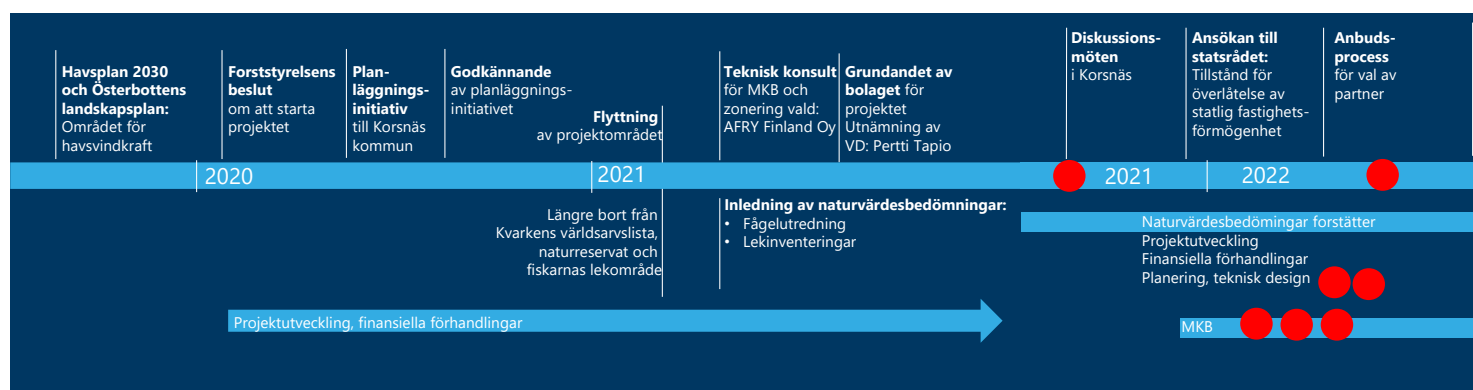 Havsplan 2030
och Österbottens
landskapsplan:
Området för
havsvindkraft
Forststyrelsens
beslut
om att starta
projektet
Plan-
läggnings-
initiativ
till Korsnäs
kommun
Godkännande
av planläggnings-
initiativet
Flyttning
av projektområdet
Teknisk konsult
för MKB och
zonering vald:
AFRY Finland Oy
Grundandet av
bolaget för
projektet
Utnämning av
VD: Pertti Tapio
Diskussions-
möten
i Korsnäs
Ansökan till
statsrådet:
Tillstånd för
överlåtelse av
statlig fastighets-
förmögenhet
Anbuds-
process
för val av
partner
2020
2021
2021
2022
Längre bort från
Kvarkens världsarvslista,
naturreservat och
fiskarnas lekområde
Inledning av naturvärdesbedömningar:
• Fågelutredning
• Lekinventeringar
Naturvärdesbedömingar forstätter
Projektutveckling
Finansiella förhandlingar
Planering, teknisk design
Projektutveckling, finansiella förhandlingar
MKB